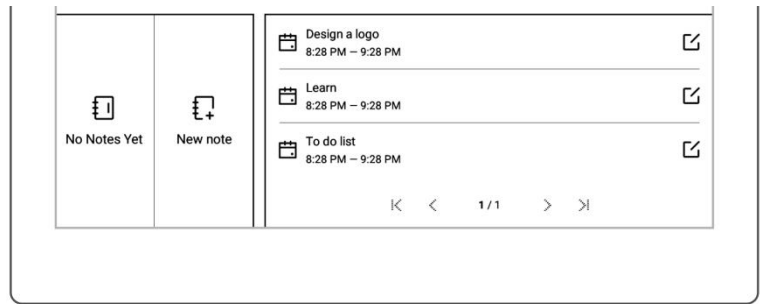 No Notes Yet
New note
Design a logo
8:28 PM – 9:28 PM
Learn
8:28 PM – 9:28 PM
To do list
8:28 PM – 9:28 PM
1 / 1